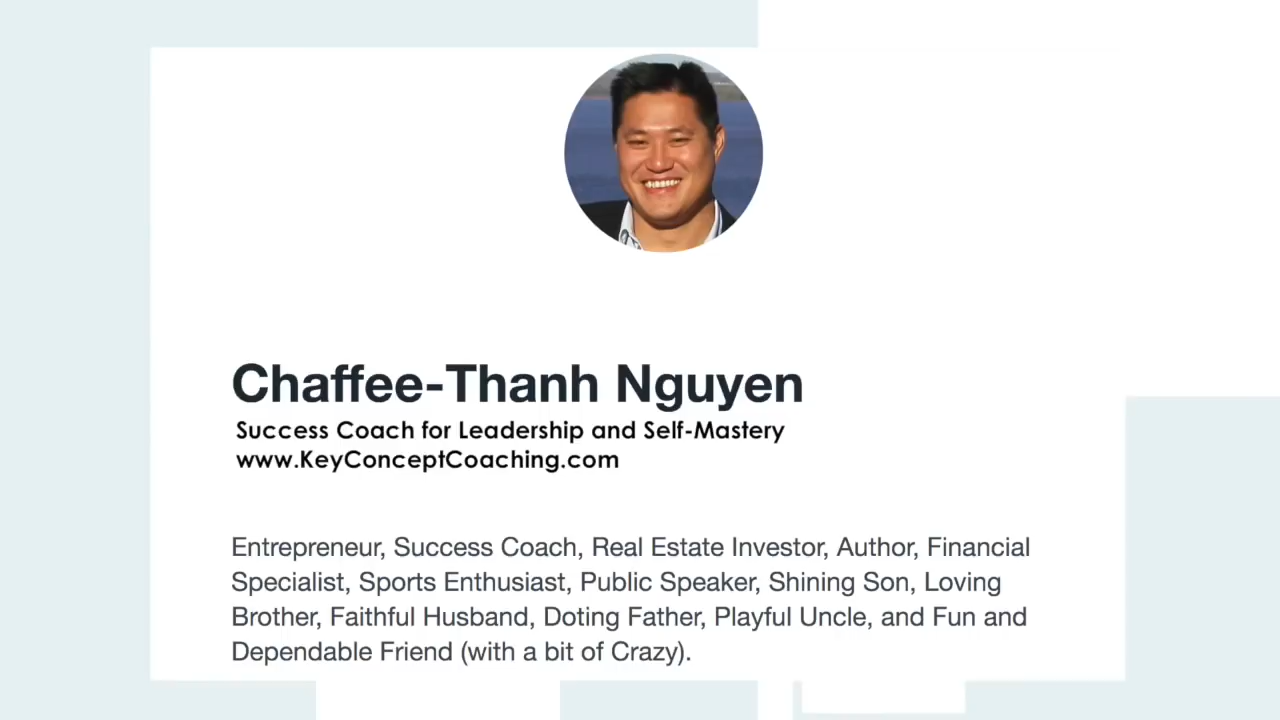 Chaffee-Thanh Nguyen
Success Coach for Leadership and Self-Mastery
www.KeyConceptCoaching.com
Entrepreneur, Success Coach, Real Estate Investor, Author, Financial
Specialist, Sports Enthusiast, Public Speaker, Shining Son, Loving
Brother, Faithful Husband, Doting Father, Playful Uncle, and Fun and
Dependable Friend (with a bit of Crazy).